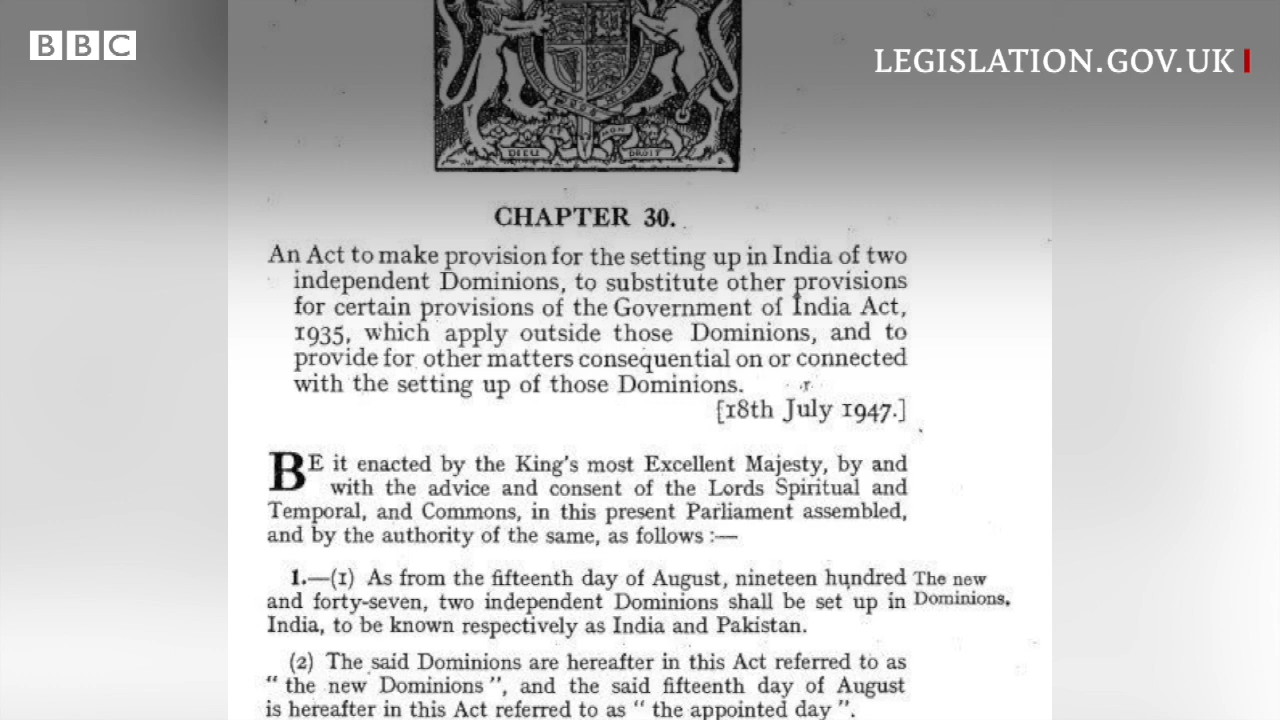 BBC
LEGISLATION.GOV.UK
DIEU ET MON DROIT
CHAPTER 30.
An Act to make provision for the setting up in India of two
independent Dominions, to substitute other provisions
for certain provisions of the Government of India Act,
1935, which apply outside those Dominions, and to
provide for other matters consequential on or connected
with the setting up of those Dominions.
[18th July 1947.]
BE it enacted by the King's most Excellent Majesty, by and
with the advice and consent of the Lords Spiritual and
Temporal, and Commons, in this present Parliament assembled,
and by the authority of the same, as follows :—
1.—(1) As from the fifteenth day of August, nineteen hundred
and forty-seven, two independent Dominions shall be set up in
India, to be known respectively as India and Pakistan.
The new
Dominions.
(2) The said Dominions are hereafter in this Act referred to as
“ the new Dominions ”, and the said fifteenth day of August
is hereafter in this Act referred to as “ the appointed day ”.